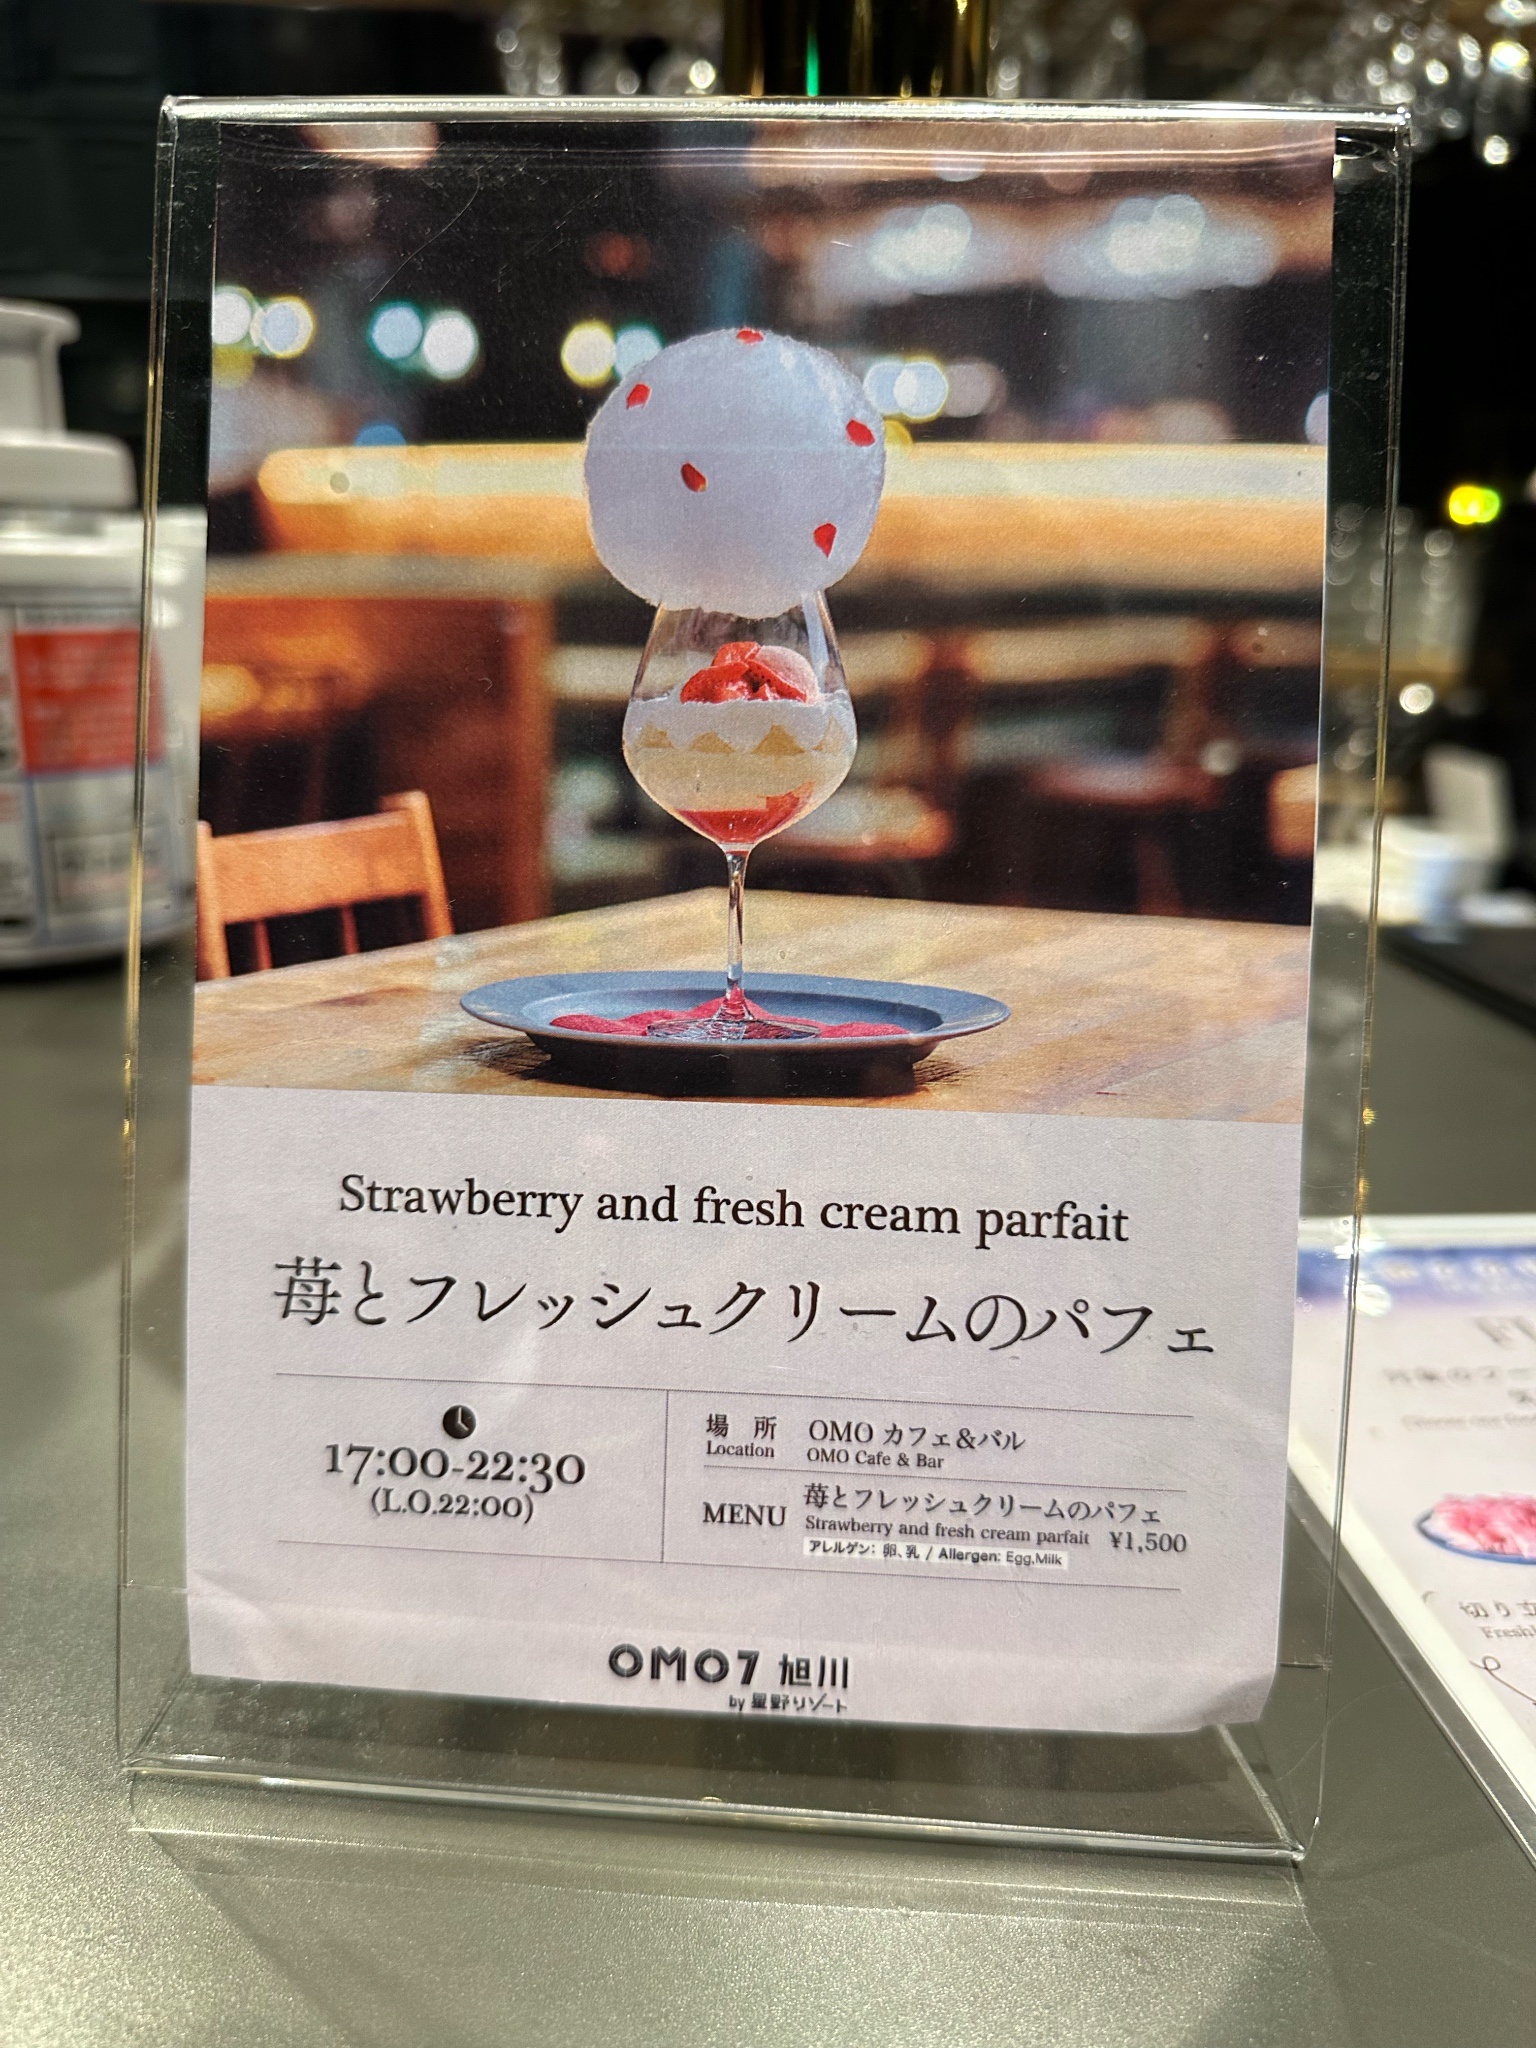 Strawberry and fresh cream parfait
苺とフレッシュクリームのパフェ
17:00-22:30
(L.O.22:00)
場 所 OMO カフェ&バル
Location OMO Cafe & Bar
MENU 苺とフレッシュクリームのパフェ
Strawberry and fresh cream parfait ¥1,500
アレルゲン: 卵、乳 / Allergen: Egg,Milk
OMO7 旭川
by 星野リゾート
切り立
Fresh